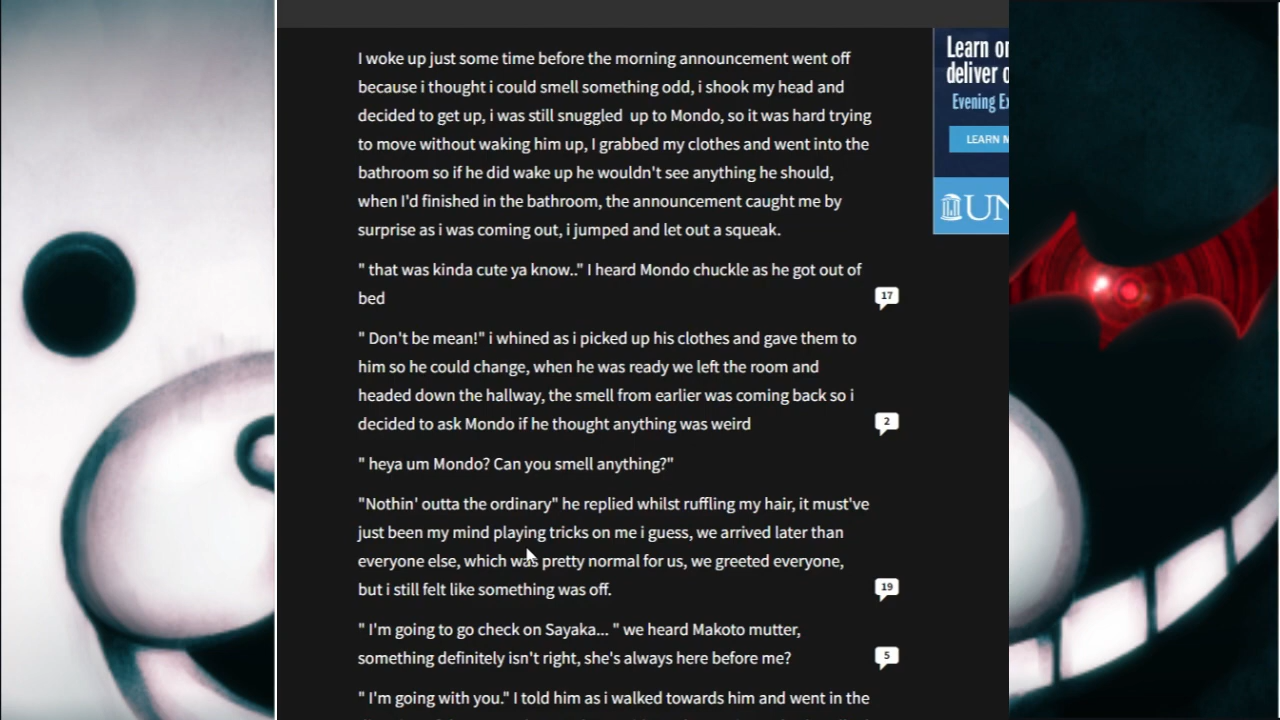 I woke up just some time before the morning announcement went off
because i thought i could smell something odd, i shook my head and
decided to get up, i was still snuggled  up to Mondo, so it was hard trying
to move without waking him up, I grabbed my clothes and went into the
bathroom so if he did wake up he wouldn't see anything he should,
when I'd finished in the bathroom, the announcement caught me by
surprise as i was coming out, i jumped and let out a squeak.
" that was kinda cute ya know.." I heard Mondo chuckle as he got out of
bed
17
" Don't be mean!" i whined as i picked up his clothes and gave them to
him so he could change, when he was ready we left the room and
headed down the hallway, the smell from earlier was coming back so i
decided to ask Mondo if he thought anything was weird
2
" heya um Mondo? Can you smell anything?"
"Nothin' outta the ordinary" he replied whilst ruffling my hair, it must've
just been my mind playing tricks on me i guess, we arrived later than
everyone else, which was pretty normal for us, we greeted everyone,
but i still felt like something was off.
19
" I'm going to go check on Sayaka... " we heard Makoto mutter,
something definitely isn't right, she's always here before me?
5
" I'm going with you." I told him as i walked towards him and went in the
Learn
deliver
Evening
LEARN
UN